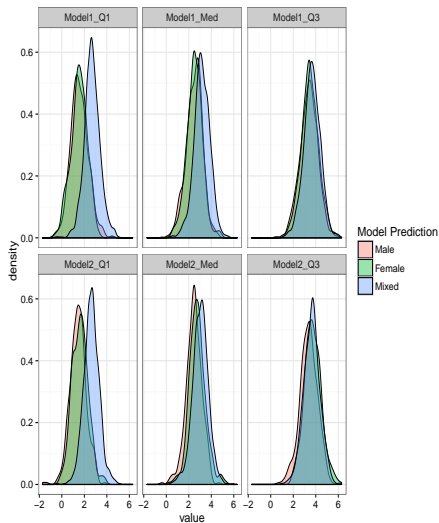 Model1_Q1 Model1_Med Model1_Q3
0.6
0.4
0.2
0.0
Model2_Q1 Model2_Med Model2_Q3
0.6
0.4
0.2
0.0
−2 0 2 4 6 −2 0 2 4 6 −2 0 2 4 6
value
density
Model Prediction
Male
Female
Mixed